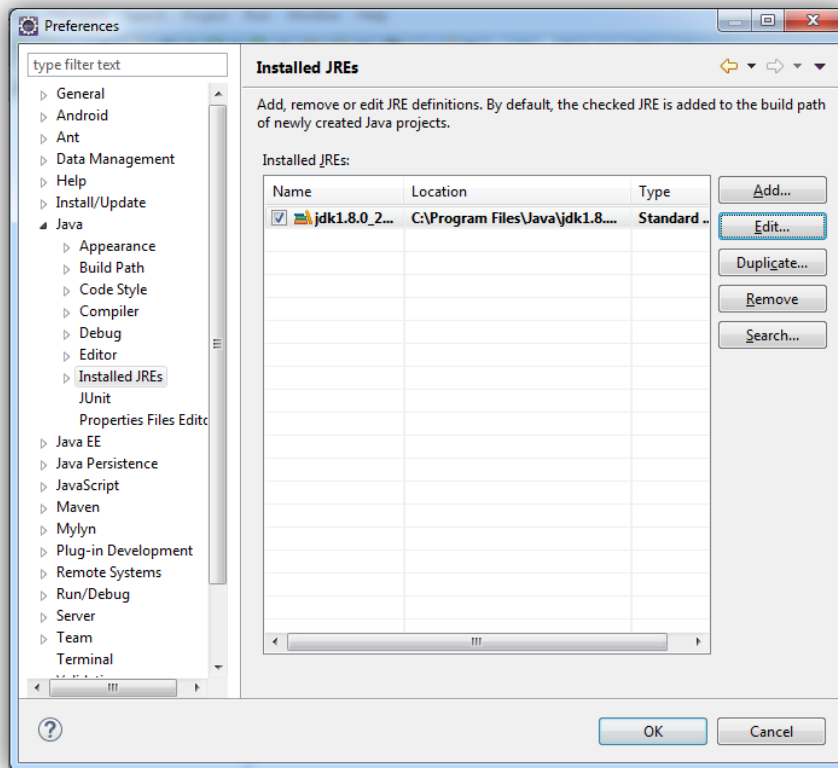 Preferences
type filter text
General
Android
Ant
Data Management
Help
Install/Update
Java
Appearance
Build Path
Code Style
Compiler
Debug
Editor
Installed JREs
JUnit
Properties Files Edito
Java EE
Java Persistence
JavaScript
Maven
Mylyn
Plug-in Development
Remote Systems
Run/Debug
Server
Team
Terminal
Installed JREs
Add, remove or edit JRE definitions. By default, the checked JRE is added to the build path
of newly created Java projects.
Installed JREs:
Name Location Type
jdk1.8.0_2... C:\Program Files\Java\jdk1.8.... Standard ..
Add...
Edit...
Duplicate...
Remove
Search...
OK Cancel